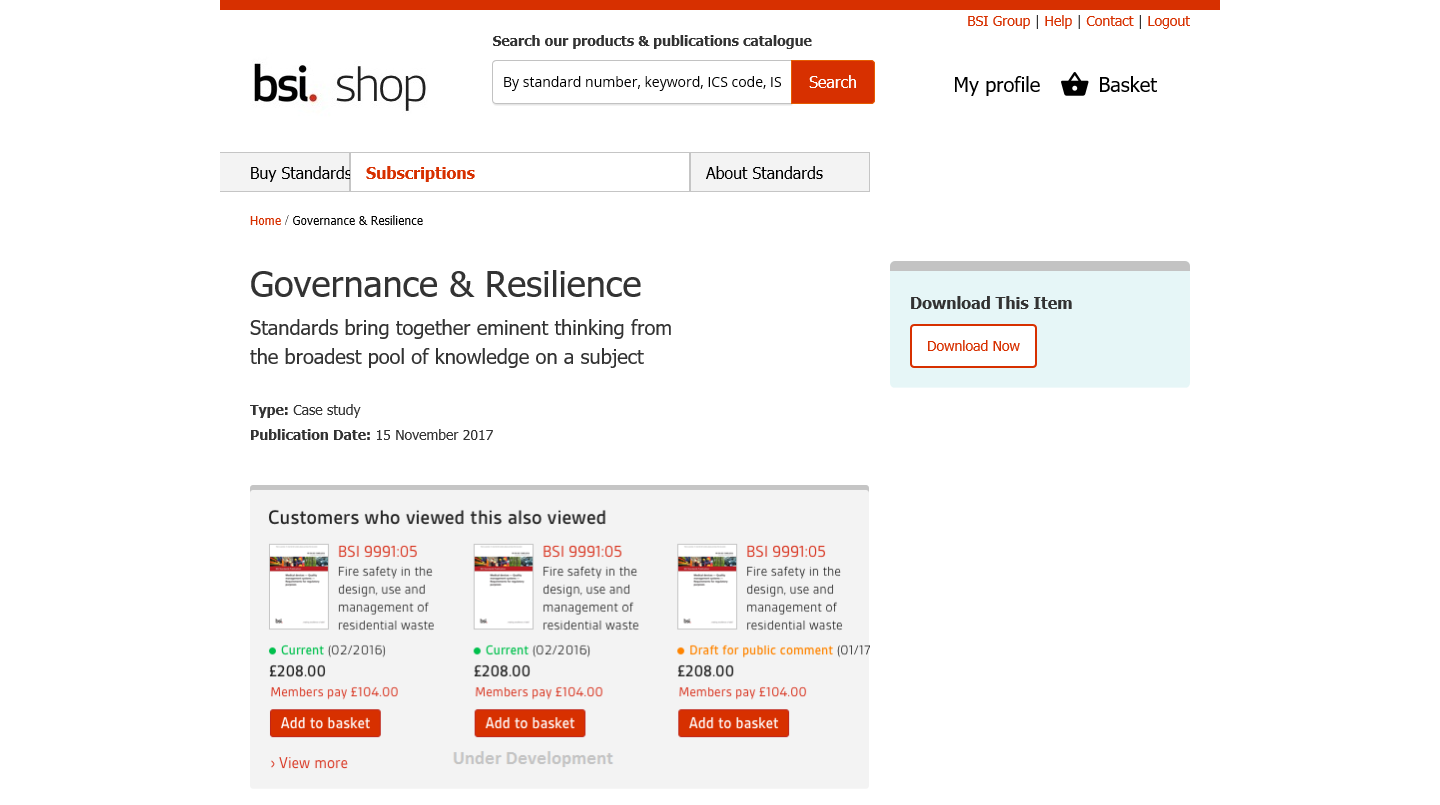 BSI Group | Help | Contact | Logout
Search our products & publications catalogue
bsi. shop
By standard number, keyword, ICS code, IS
Search
My profile
Basket
Buy Standards
Subscriptions
About Standards
Home / Governance & Resilience
Governance & Resilience
Standards bring together eminent thinking from
the broadest pool of knowledge on a subject
Type: Case study
Publication Date: 15 November 2017
Download This Item
Download Now
Customers who viewed this also viewed
BSI 9991:05
Fire safety in the
design, use and
management of
residential waste
Current (02/2016)
£208.00
Members pay £104.00
Add to basket
BSI 9991:05
Fire safety in the
design, use and
management of
residential waste
Current (02/2016)
£208.00
Members pay £104.00
Add to basket
BSI 9991:05
Fire safety in the
design, use and
management of
residential waste
Draft for public comment (01/17
£208.00
Members pay £104.00
Add to basket
› View more
Under Development